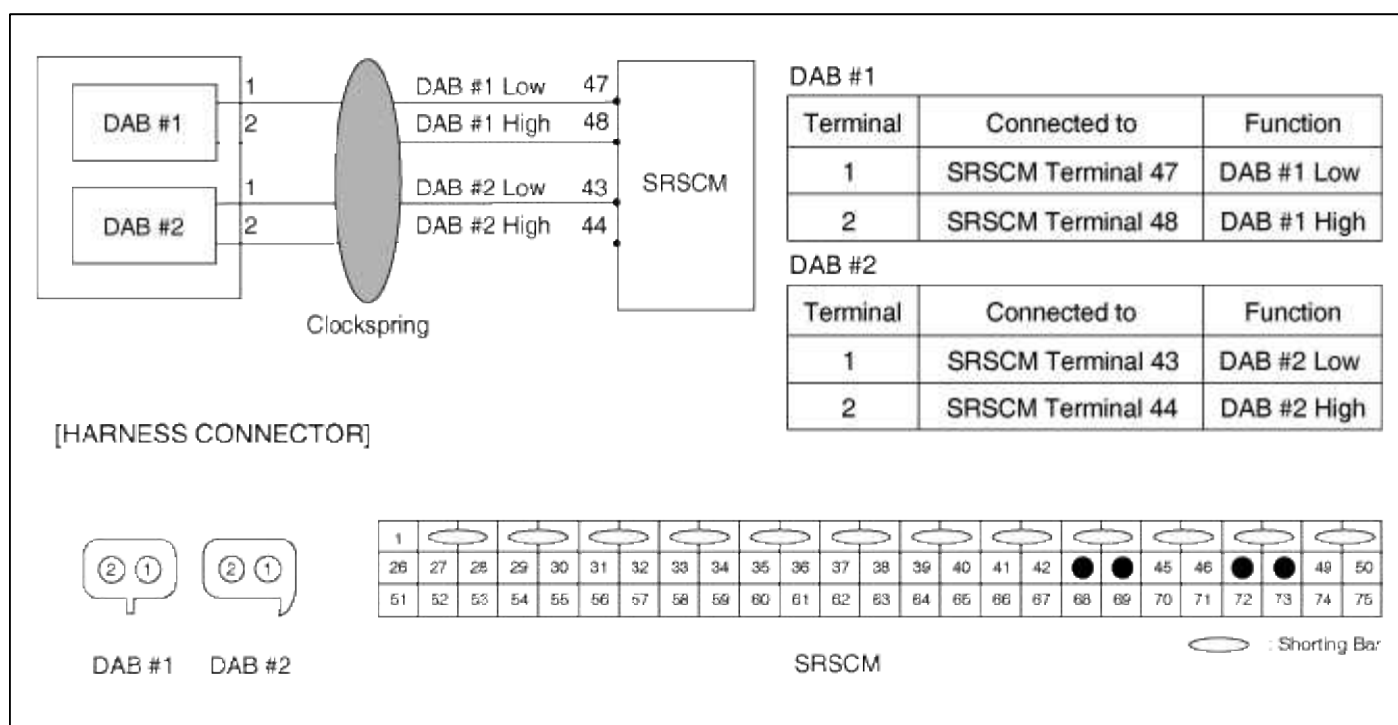 DAB #1
DAB #2
1
2
1
2
Clockspring
DAB #1 Low 47
DAB #1 High 48
DAB #2 Low 43
DAB #2 High 44
SRSCM
DAB #1
Terminal Connected to Function
1 SRSCM Terminal 47 DAB #1 Low
2 SRSCM Terminal 48 DAB #1 High
DAB #2
Terminal Connected to Function
1 SRSCM Terminal 43 DAB #2 Low
2 SRSCM Terminal 44 DAB #2 High
[HARNESS CONNECTOR]
2 1
DAB #1
2 1
DAB #2
1
26 27 28 29 30 31 32 33 34 35 36 37 38 39 40 41 42 45 46 49 50
51 52 53 54 55 56 57 58 59 60 61 62 63 64 65 66 67 68 69 70 71 72 73 74 75
SRSCM
: Shorting Bar